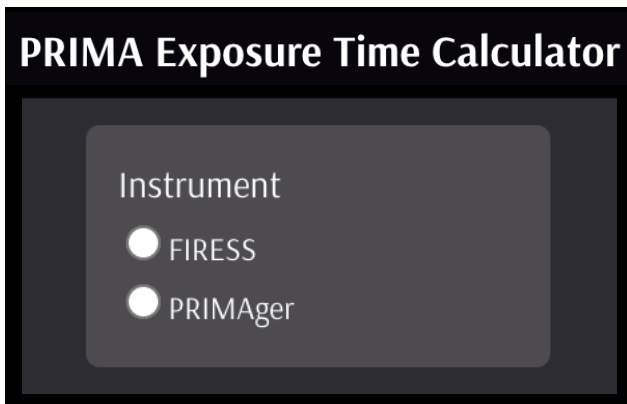 PRIMA Exposure Time Calculator
Instrument
FIRESS
PRIMAger